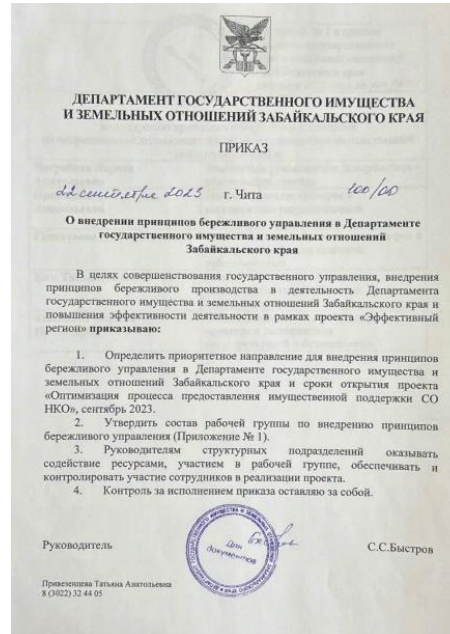 ДЕПАРТАМЕНТ ГОСУДАРСТВЕННОГО ИМУЩЕСТВА
И ЗЕМЕЛЬНЫХ ОТНОШЕНИЙ ЗАБАЙКАЛЬСКОГО КРАЯ
ПРИКАЗ
22 сентября 2023 г. Чита 100/ОД
О внедрении принципов бережливого управления в Департаменте
государственного имущества и земельных отношений
Забайкальского края
В целях совершенствования государственного управления, внедрения
принципов бережливого производства в деятельность Департамента
государственного имущества и земельных отношений Забайкальского края и
повышения эффективности деятельности в рамках проекта «Эффективный
регион» приказываю:
1. Определить приоритетное направление для внедрения принципов
бережливого управления в Департаменте государственного имущества и
земельных отношений Забайкальского края и сроки открытия проекта
«Оптимизация процесса предоставления имущественной поддержки СО
НКО», сентябрь 2023.
2. Утвердить состав рабочей группы по внедрению принципов
бережливого управления (Приложение № 1).
3. Руководителям структурных подразделений оказывать
содействие ресурсами, участием в рабочей группе, обеспечивать и
контролировать участие сотрудников в реализации проекта.
4. Контроль за исполнением приказа оставляю за собой.
Для
документов
Руководитель С.С.Быстров
Привезенцева Татьяна Анатольевна
8 (3022) 32 44 05